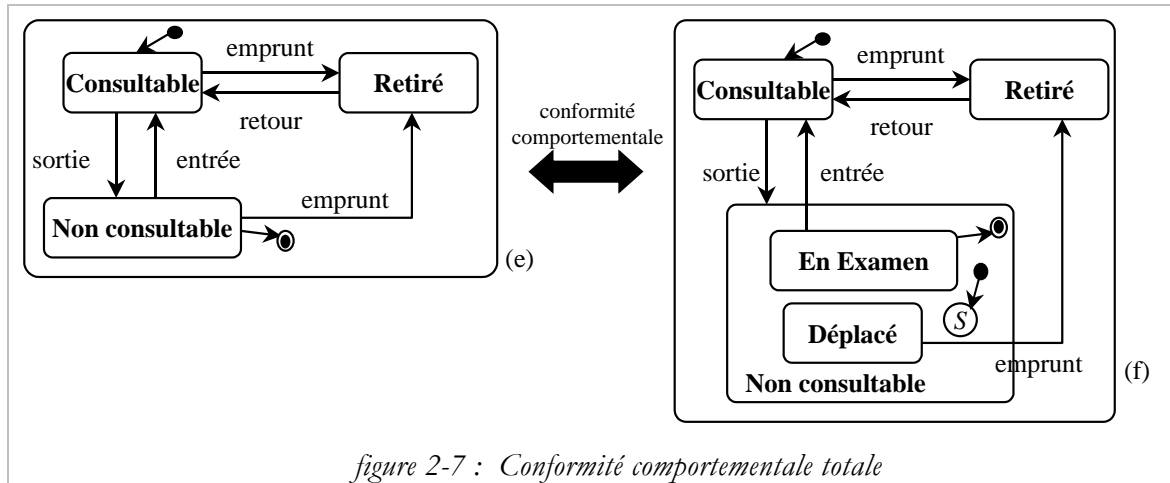 emprunt
Consultable
Retiré
retour
sortie
entrée
emprunt
Non consultable
(e)
conformité
comportementale
emprunt
Consultable
Retiré
retour
sortie
entrée
En Examen
S
Déplacé
emprunt
Non consultable
(f)
figure 2-7 : Conformité comportementale totale